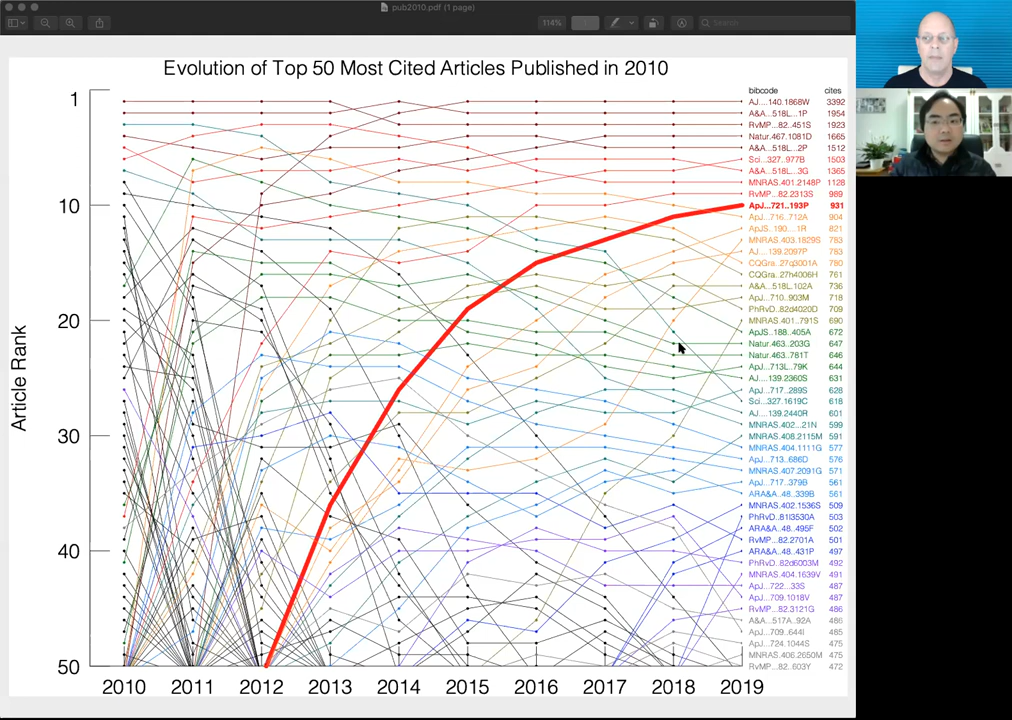 pub2010.pdf (1 page)
114%
Search
Evolution of Top 50 Most Cited Articles Published in 2010
bibcode cites
AJ....140.1868W 3392
A&A...518L...1P 1954
RvMP...82..451S 1923
Natur.467.1081D 1665
A&A...518L...2P 1512
Sci...327..977B 1503
A&A...518L...3G 1365
MNRAS.401.2148P 1128
RvMP...82.2313S 989
ApJ...721..193P 931
ApJ...716..712A 904
ApJS..190....1R 821
MNRAS.403.1829S 783
AJ....139.2097P 783
CQGra..27q3001A 780
CQGra..27h4006H 761
A&A...518L.102A 736
ApJ...710..903M 718
PhRvD..82d4020D 709
MNRAS.401..791S 690
ApJS..188..405A 672
Natur.463..203G 647
Natur.463..781T 646
ApJ...713L..79K 644
AJ....139.2360S 631
ApJ...717..289S 628
Sci...327.1619C 618
AJ....139.2440R 601
MNRAS.402...21N 599
MNRAS.408.2115M 591
MNRAS.404.1111G 577
ApJ...713..686D 576
MNRAS.407.2091G 571
ApJ...717..379B 561
ARA&A..48..339B 561
MNRAS.402.1536S 509
PhRvD..81l3530A 503
ARA&A..48..495F 502
RvMP...82.2701A 501
ARA&A..48..431P 497
PhRvD..82d6003M 492
MNRAS.404.1639V 491
ApJ...722...33S 487
ApJ...709.1018V 487
RvMP...82.3121G 486
A&A...517A..92A 486
ApJ...709..644I 485
ApJ...724.1044S 475
MNRAS.406.2650M 475
RvMP...82..603Y 472
Article Rank
1
10
20
30
40
50
2010 2011 2012 2013 2014 2015 2016 2017 2018 2019